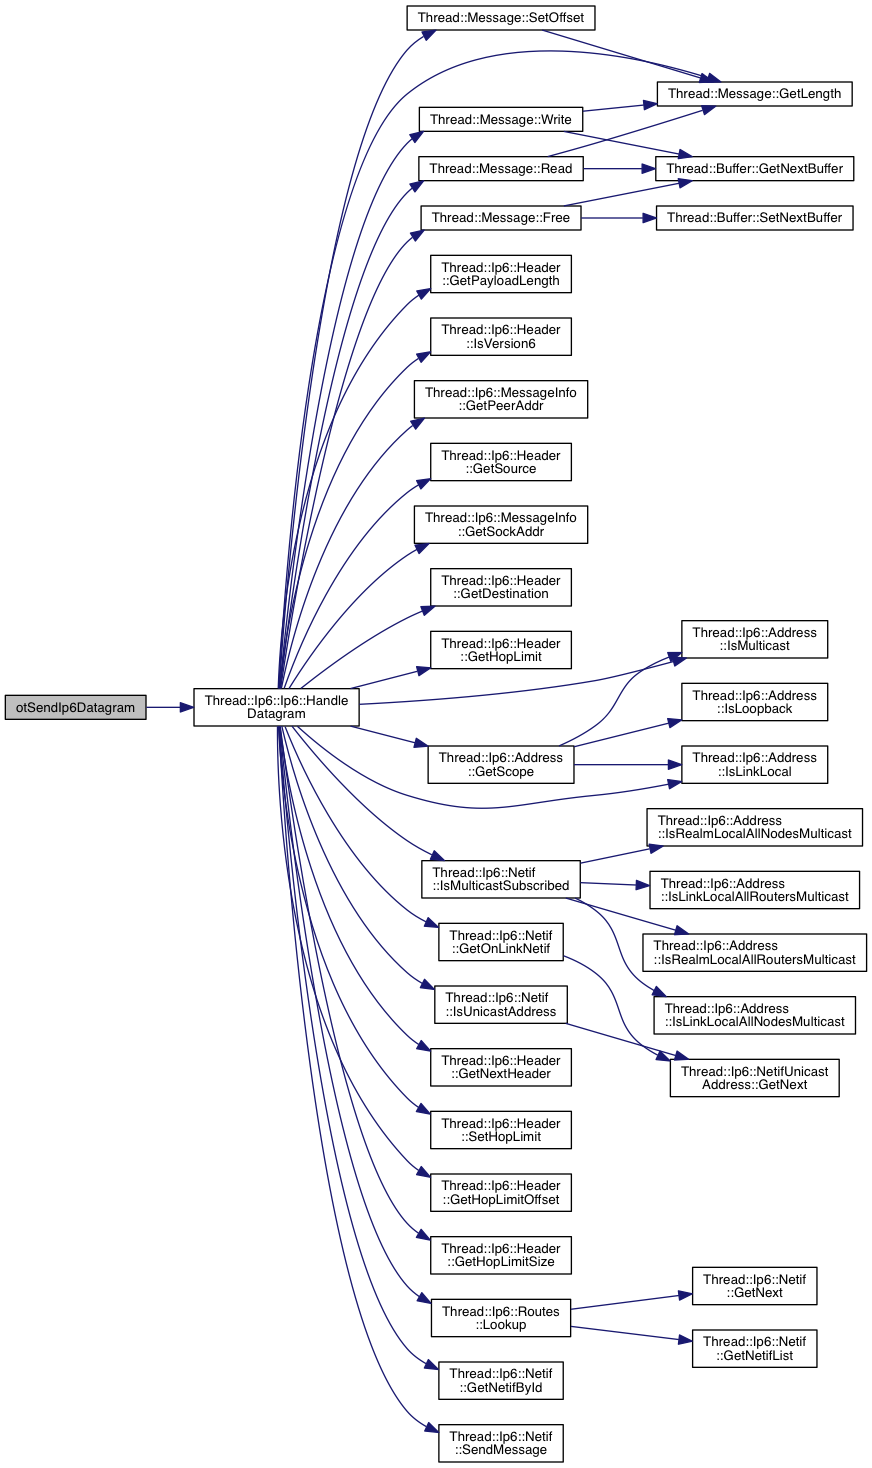 otSendIp6Datagram
Thread::Ip6::Ip6::Handle
Datagram
Thread::Message::SetOffset
Thread::Message::GetLength
Thread::Message::Write
Thread::Message::Read
Thread::Buffer::GetNextBuffer
Thread::Message::Free
Thread::Buffer::SetNextBuffer
Thread::Ip6::Header
::GetPayloadLength
Thread::Ip6::Header
::IsVersion6
Thread::Ip6::MessageInfo
::GetPeerAddr
Thread::Ip6::Header
::GetSource
Thread::Ip6::MessageInfo
::GetSockAddr
Thread::Ip6::Header
::GetDestination
Thread::Ip6::Header
::GetHopLimit
Thread::Ip6::Address
::IsMulticast
Thread::Ip6::Address
::IsLoopback
Thread::Ip6::Address
::GetScope
Thread::Ip6::Address
::IsLinkLocal
Thread::Ip6::Address
::IsRealmLocalAllNodesMulticast
Thread::Ip6::Netif
::IsMulticastSubscribed
Thread::Ip6::Address
::IsLinkLocalAllRoutersMulticast
Thread::Ip6::Netif
::GetOnLinkNetif
Thread::Ip6::Address
::IsRealmLocalAllRoutersMulticast
Thread::Ip6::Netif
::IsUnicastAddress
Thread::Ip6::Address
::IsLinkLocalAllNodesMulticast
Thread::Ip6::Header
::GetNextHeader
Thread::Ip6::NetifUnicast
Address::GetNext
Thread::Ip6::Header
::SetHopLimit
Thread::Ip6::Header
::GetHopLimitOffset
Thread::Ip6::Header
::GetHopLimitSize
Thread::Ip6::Routes
::Lookup
Thread::Ip6::Netif
::GetNext
Thread::Ip6::Netif
::GetNetifList
Thread::Ip6::Netif
::GetNetifById
Thread::Ip6::Netif
::SendMessage